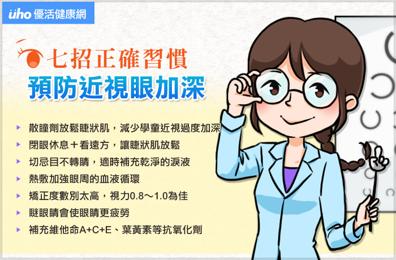 üho 優活健康網
七招正確習慣
預防近視眼加深
散瞳劑放鬆睫狀肌，減少學童近視過度加深
閉眼休息＋看遠方，讓睫狀肌放鬆
切忌目不轉睛，適時補充乾淨的淚液
熱敷加強眼周的血液循環
矯正度數別太高，視力0.8～1.0為佳
瞇眼睛會使眼睛更疲勞
補充維他命A+C+E、葉黃素等抗氧化劑